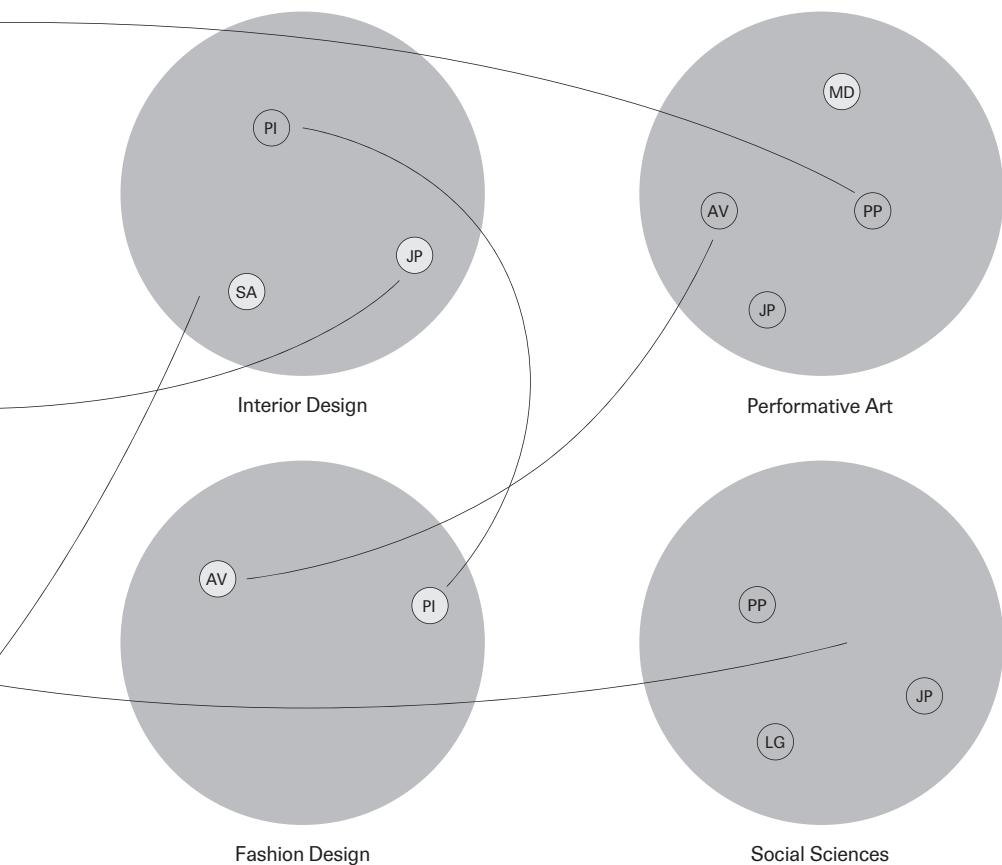 PI
JP
SA
Interior Design
MD
AV
PP
JP
Performative Art
AV
PI
Fashion Design
PP
JP
LG
Social Sciences